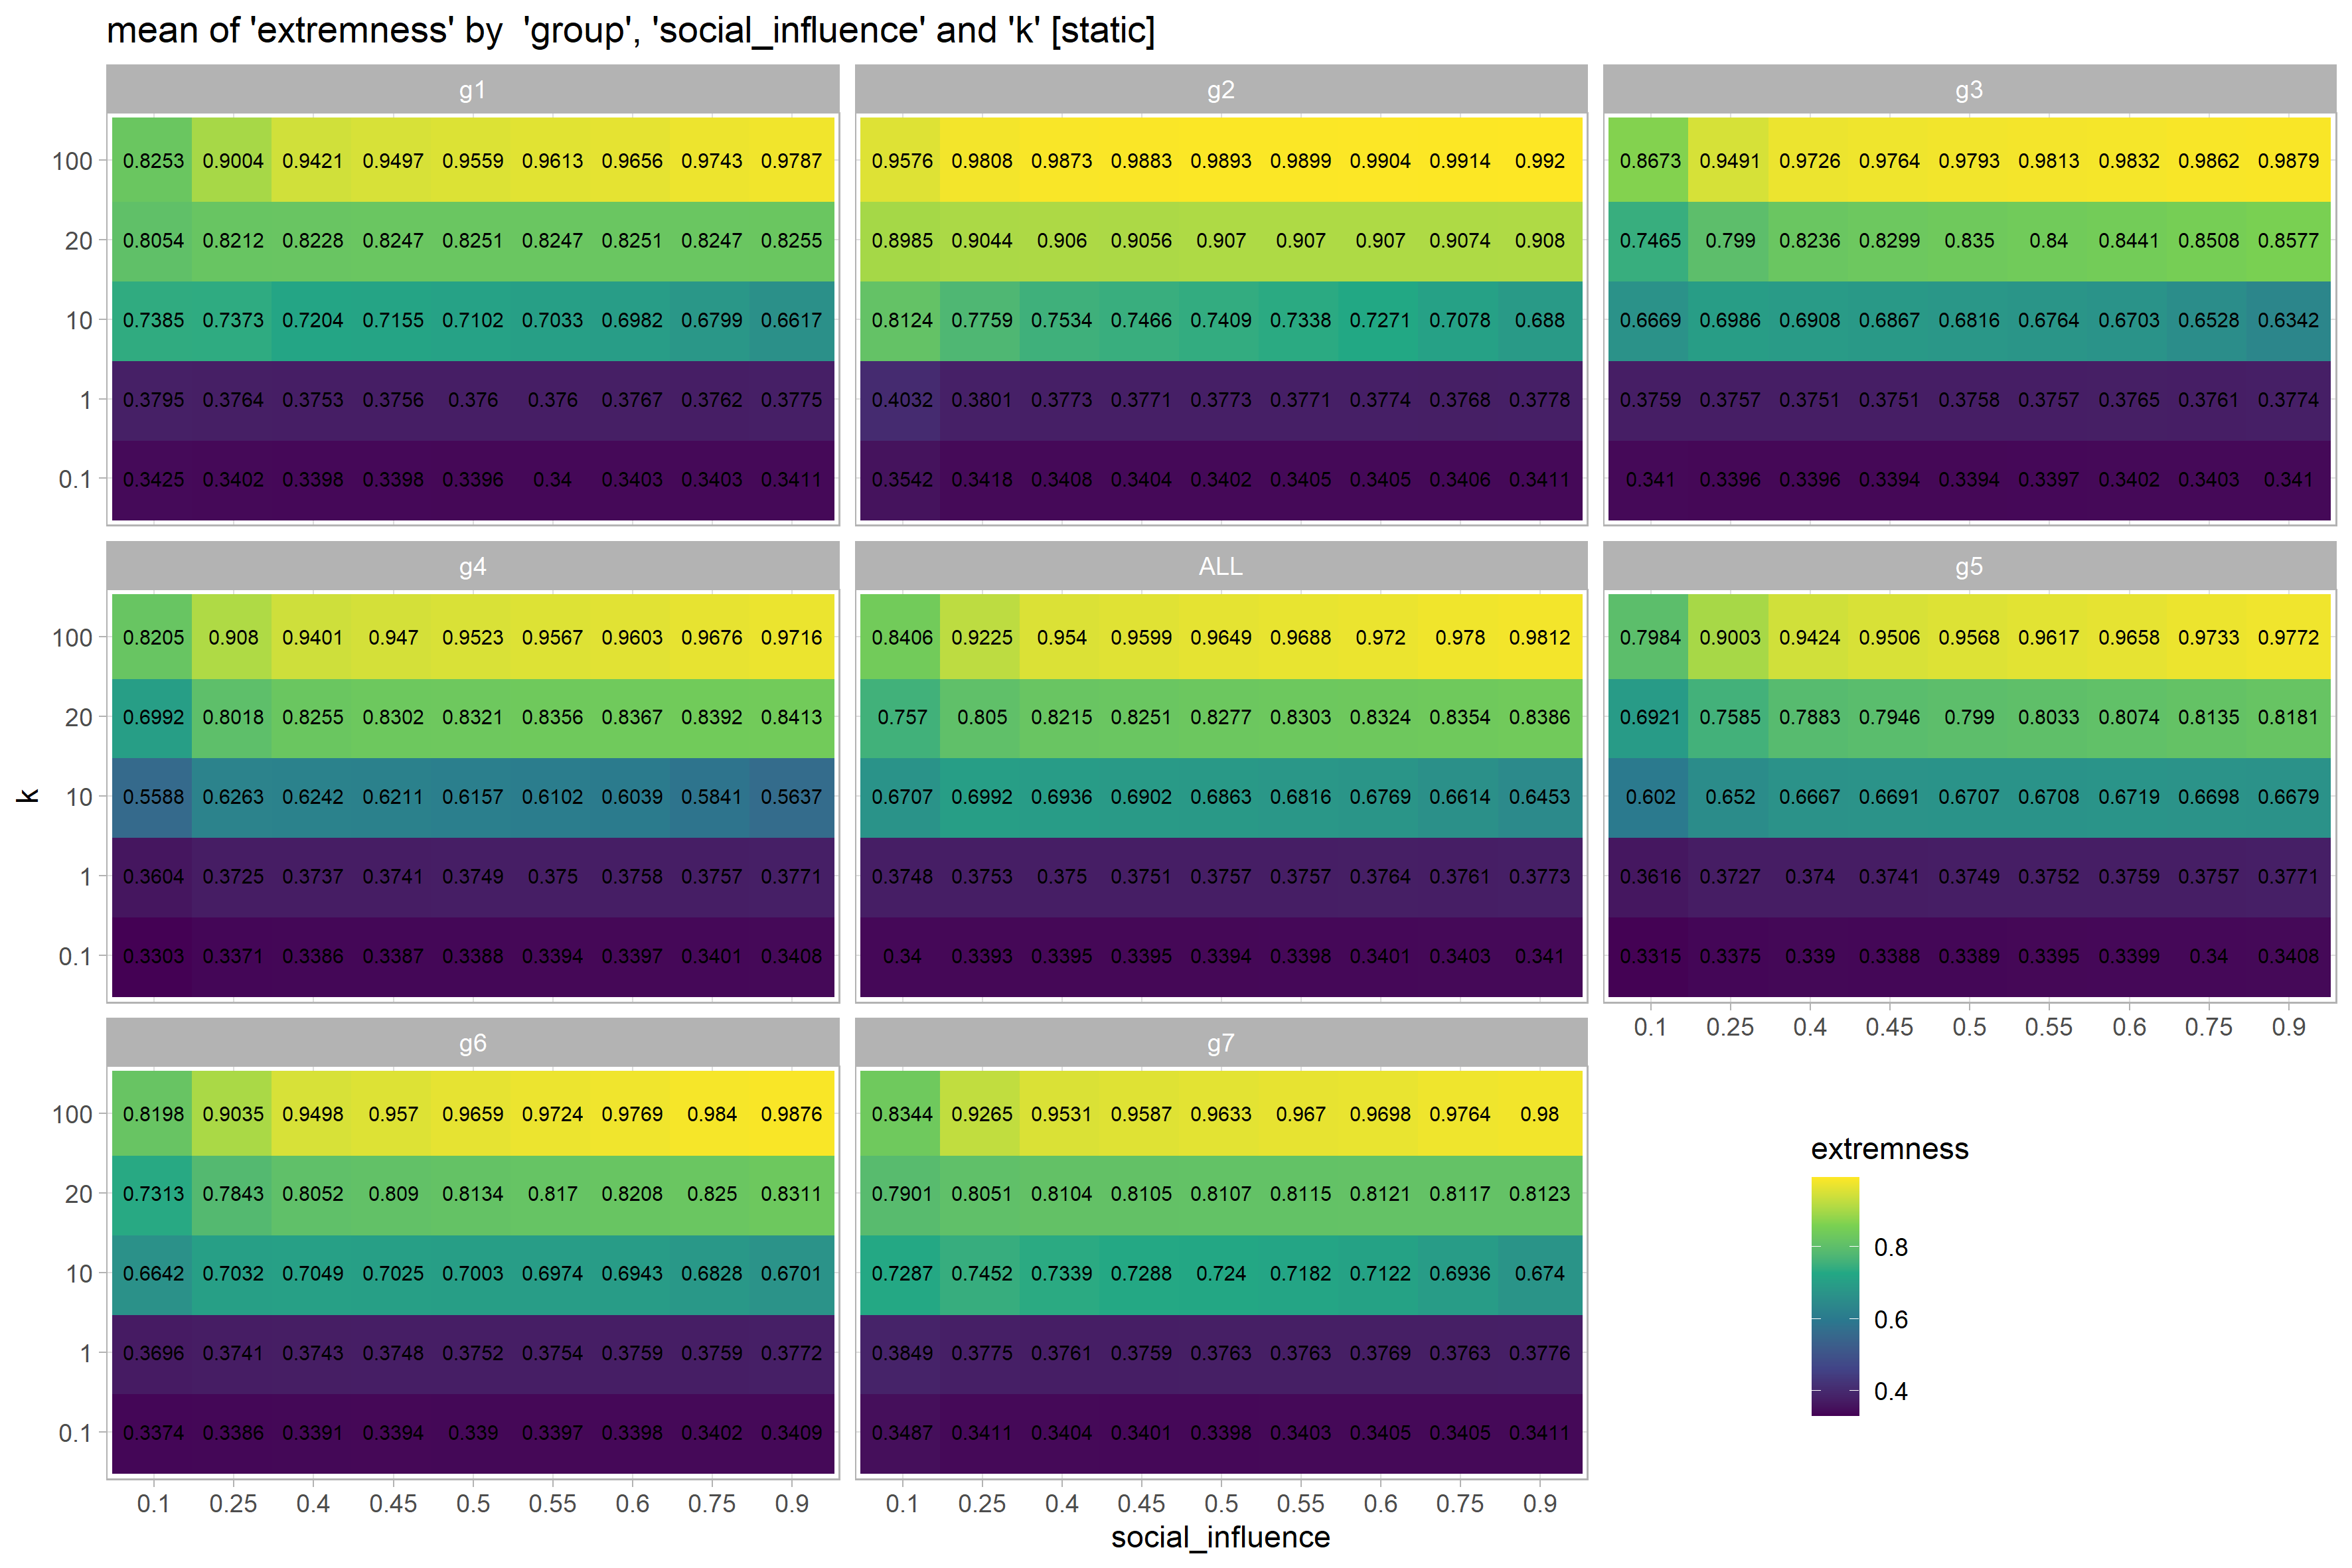 mean of 'extremness' by  'group', 'social_influence' and 'k' [static]
g1 g2 g3
100 0.8253 0.9004 0.9421 0.9497 0.9559 0.9613 0.9656 0.9743 0.9787 0.9576 0.9808 0.9873 0.9883 0.9893 0.9899 0.9904 0.9914 0.992 0.8673 0.9491 0.9726 0.9764 0.9793 0.9813 0.9832 0.9862 0.9879
20 0.8054 0.8212 0.8228 0.8247 0.8251 0.8247 0.8251 0.8247 0.8255 0.8985 0.9044 0.906 0.9056 0.907 0.907 0.907 0.9074 0.908 0.7465 0.799 0.8236 0.8299 0.835 0.84 0.8441 0.8508 0.8577
10 0.7385 0.7373 0.7204 0.7155 0.7102 0.7033 0.6982 0.6799 0.6617 0.8124 0.7759 0.7534 0.7466 0.7409 0.7338 0.7271 0.7078 0.688 0.6669 0.6986 0.6908 0.6867 0.6816 0.6764 0.6703 0.6528 0.6342
1 0.3795 0.3764 0.3753 0.3756 0.376 0.376 0.3767 0.3762 0.3775 0.4032 0.3801 0.3773 0.3771 0.3773 0.3771 0.3774 0.3768 0.3778 0.3759 0.3757 0.3751 0.3751 0.3758 0.3757 0.3765 0.3761 0.3774
0.1 0.3425 0.3402 0.3398 0.3398 0.3396 0.34 0.3403 0.3403 0.3411 0.3542 0.3418 0.3408 0.3404 0.3402 0.3405 0.3405 0.3406 0.3411 0.341 0.3396 0.3396 0.3394 0.3394 0.3397 0.3402 0.3403 0.341
g4 ALL g5
100 0.8205 0.908 0.9401 0.947 0.9523 0.9567 0.9603 0.9676 0.9716 0.8406 0.9225 0.954 0.9599 0.9649 0.9688 0.972 0.978 0.9812 0.7984 0.9003 0.9424 0.9506 0.9568 0.9617 0.9658 0.9733 0.9772
20 0.6992 0.8018 0.8255 0.8302 0.8321 0.8356 0.8367 0.8392 0.8413 0.757 0.805 0.8215 0.8251 0.8277 0.8303 0.8324 0.8354 0.8386 0.6921 0.7585 0.7883 0.7946 0.799 0.8033 0.8074 0.8135 0.8181
k
10 0.5588 0.6263 0.6242 0.6211 0.6157 0.6102 0.6039 0.5841 0.5637 0.6707 0.6992 0.6936 0.6902 0.6863 0.6816 0.6769 0.6614 0.6453 0.602 0.652 0.6667 0.6691 0.6707 0.6708 0.6719 0.6698 0.6679
1 0.3604 0.3725 0.3737 0.3741 0.3749 0.375 0.3758 0.3757 0.3771 0.3748 0.3753 0.375 0.3751 0.3757 0.3757 0.3764 0.3761 0.3773 0.3616 0.3727 0.374 0.3741 0.3749 0.3752 0.3759 0.3757 0.3771
0.1 0.3303 0.3371 0.3386 0.3387 0.3388 0.3394 0.3397 0.3401 0.3408 0.34 0.3393 0.3395 0.3395 0.3394 0.3398 0.3401 0.3403 0.341 0.3315 0.3375 0.339 0.3388 0.3389 0.3395 0.3399 0.34 0.3408
0.1 0.25 0.4 0.45 0.5 0.55 0.6 0.75 0.9
g6 g7
100 0.8198 0.9035 0.9498 0.957 0.9659 0.9724 0.9769 0.984 0.9876 0.8344 0.9265 0.9531 0.9587 0.9633 0.967 0.9698 0.9764 0.98
20 0.7313 0.7843 0.8052 0.809 0.8134 0.817 0.8208 0.825 0.8311 0.7901 0.8051 0.8104 0.8105 0.8107 0.8115 0.8121 0.8117 0.8123
10 0.6642 0.7032 0.7049 0.7025 0.7003 0.6974 0.6943 0.6828 0.6701 0.7287 0.7452 0.7339 0.7288 0.724 0.7182 0.7122 0.6936 0.674
1 0.3696 0.3741 0.3743 0.3748 0.3752 0.3754 0.3759 0.3759 0.3772 0.3849 0.3775 0.3761 0.3759 0.3763 0.3763 0.3769 0.3763 0.3776
0.1 0.3374 0.3386 0.3391 0.3394 0.339 0.3397 0.3398 0.3402 0.3409 0.3487 0.3411 0.3404 0.3401 0.3398 0.3403 0.3405 0.3405 0.3411
0.1 0.25 0.4 0.45 0.5 0.55 0.6 0.75 0.9 0.1 0.25 0.4 0.45 0.5 0.55 0.6 0.75 0.9
social_influence
extremness
0.8
0.6
0.4